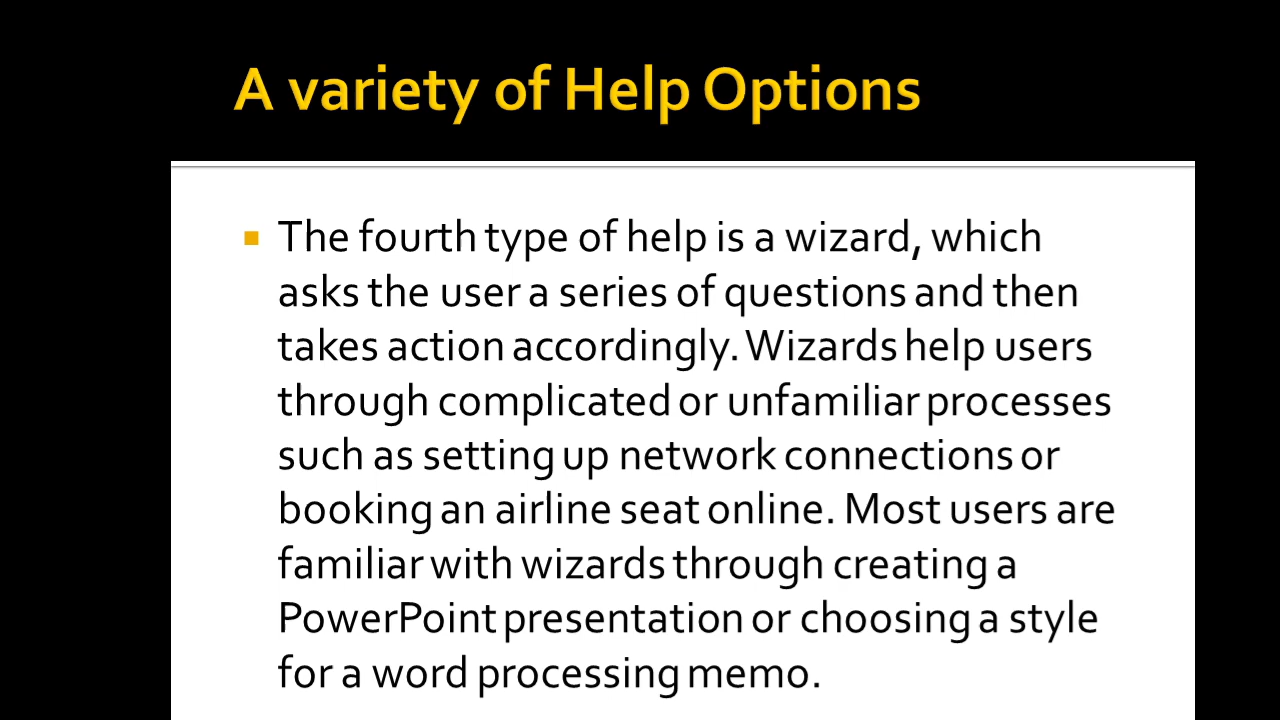 A variety of Help Options
The fourth type of help is a wizard, which
asks the user a series of questions and then
takes action accordingly. Wizards help users
through complicated or unfamiliar processes
such as setting up network connections or
booking an airline seat online. Most users are
familiar with wizards through creating a
PowerPoint presentation or choosing a style
for a word processing memo.